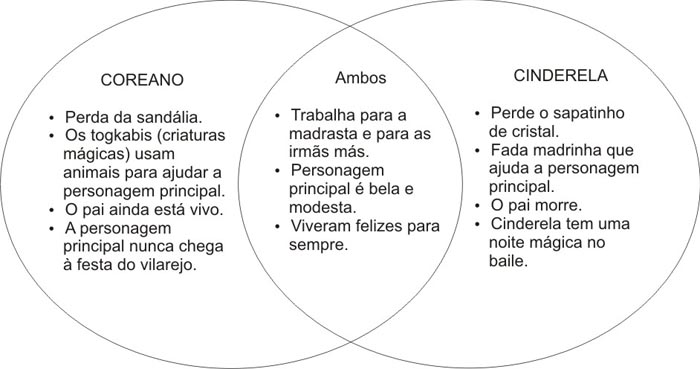 COREANO
• Perda da sandália.
• Os togkabis (criaturas
mágicas) usam
animais para ajudar a
personagem principal.
• O pai ainda está vivo.
• A personagem
principal nunca chega
à festa do vilarejo.
Ambos
• Trabalha para a
madrasta e para as
irmãs más.
• Personagem
principal é bela e
modesta.
• Viveram felizes para
sempre.
CINDERELA
• Perde o sapatinho
de cristal.
• Fada madrinha que
ajuda a personagem
principal.
• O pai morre.
• Cinderela tem uma
noite mágica no
baile.